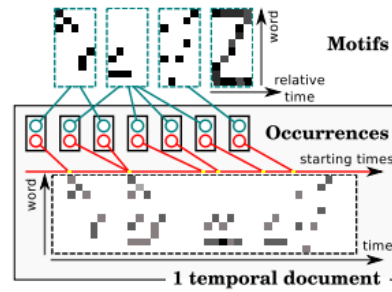 word
Motifs
relative
time
Occurrences
starting times
word
time
1 temporal document